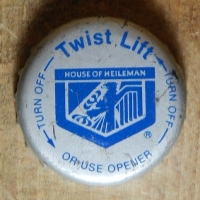 Twist Lift
TURN OFF
TURN OFF
HOUSE OF HEILEMAN
®
OR USE OPENER